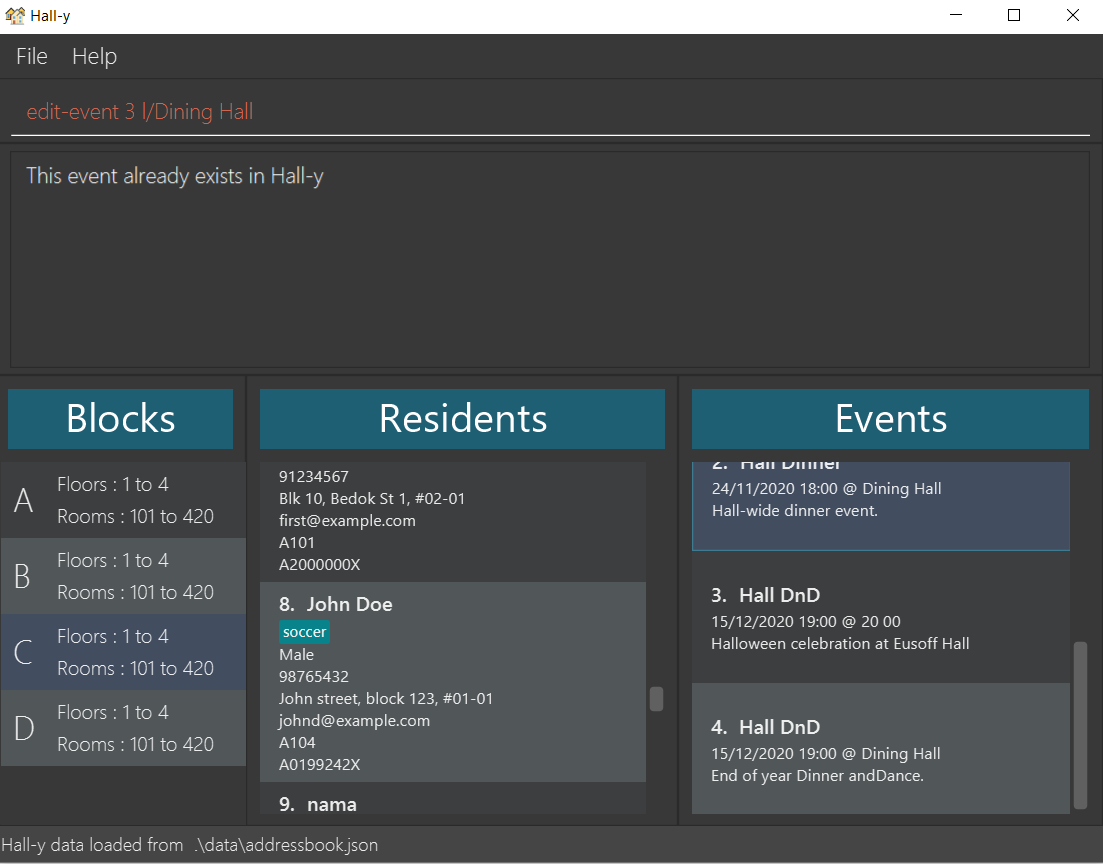 Hall-y
File Help
edit-event 3 l/Dining Hall
This event already exists in Hall-y
Blocks
A
Floors : 1 to 4
Rooms : 101 to 420
B
Floors : 1 to 4
Rooms : 101 to 420
C
Floors : 1 to 4
Rooms : 101 to 420
D
Floors : 1 to 4
Rooms : 101 to 420
Residents
91234567
Blk 10, Bedok St 1, #02-01
first@example.com
A101
A2000000X
8. John Doe
soccer
Male
98765432
John street, block 123, #01-01
johnd@example.com
A104
A0199242X
9. nama
Events
2. Hall Dinner
24/11/2020 18:00 @ Dining Hall
Hall-wide dinner event.
3. Hall DnD
15/12/2020 19:00 @ 20 00
Halloween celebration at Eusoff Hall
4. Hall DnD
15/12/2020 19:00 @ Dining Hall
End of year Dinner andDance.
Hall-y data loaded from .\data\addressbook.json